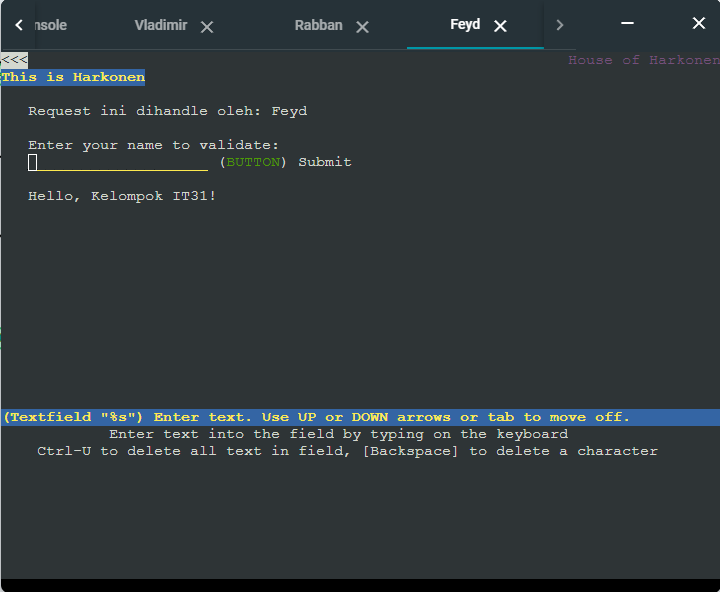 nsole Vladimir Rabban Feyd
<<< House of Harkonen
This is Harkonen
Request ini dihandle oleh: Feyd
Enter your name to validate:
(BUTTON) Submit
Hello, Kelompok IT31!
(Textfield "%s") Enter text. Use UP or DOWN arrows or tab to move off.
Enter text into the field by typing on the keyboard
Ctrl-U to delete all text in field, [Backspace] to delete a character